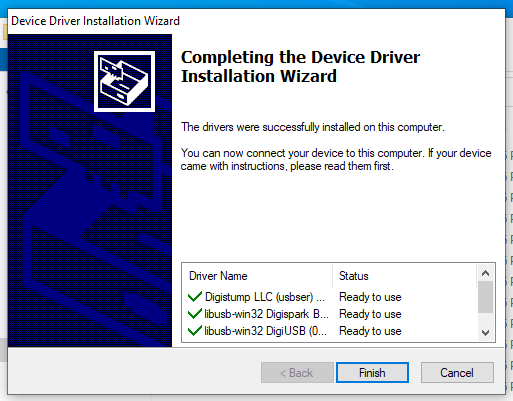 Device Driver Installation Wizard
Completing the Device Driver
Installation Wizard
The drivers were successfully installed on this computer.
You can now connect your device to this computer. If your device
came with instructions, please read them first.
Driver Name Status
Digistump LLC (usbser) ... Ready to use
libusb-win32 Digispark B... Ready to use
libusb-win32 DigiUSB (0... Ready to use
< Back Finish Cancel